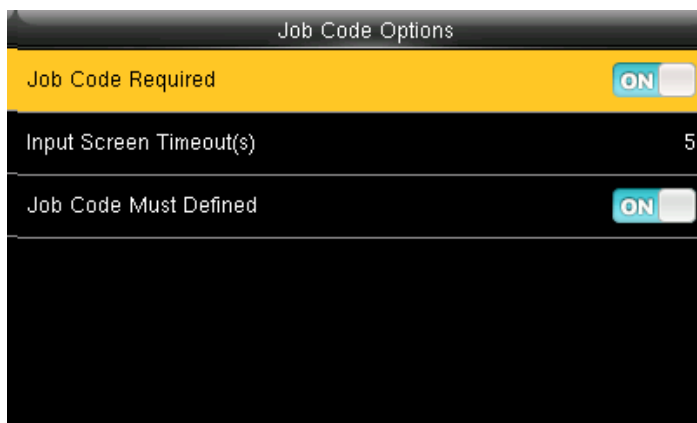 Job Code Options
Job Code Required ON
Input Screen Timeout(s) 5
Job Code Must Defined ON